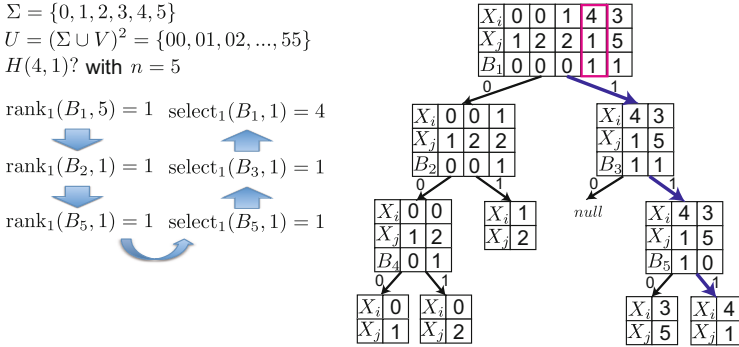 Σ = {0, 1, 2, 3, 4, 5}
U = (Σ ∪ V)² = {00, 01, 02, ..., 55}
H(4, 1)? with n = 5
rank₁(B₁, 5) = 1 select₁(B₁, 1) = 4
rank₁(B₂, 1) = 1 select₁(B₃, 1) = 1
rank₁(B₅, 1) = 1 select₁(B₅, 1) = 1
Xᵢ 0 0 1 4 3
Xⱼ 1 2 2 1 5
B₁ 0 0 0 1 1
0 1
Xᵢ 0 0 1
Xⱼ 1 2 2
B₂ 0 0 1
0 1
Xᵢ 4 3
Xⱼ 1 5
B₃ 1 1
0 1
null
Xᵢ 0 0
Xⱼ 1 2
B₄ 0 1
0 1
Xᵢ 1
Xⱼ 2
Xᵢ 4 3
Xⱼ 1 5
B₅ 1 0
0 1
Xᵢ 0
Xⱼ 1
Xᵢ 0
Xⱼ 2
Xᵢ 3
Xⱼ 5
Xᵢ 4
Xⱼ 1